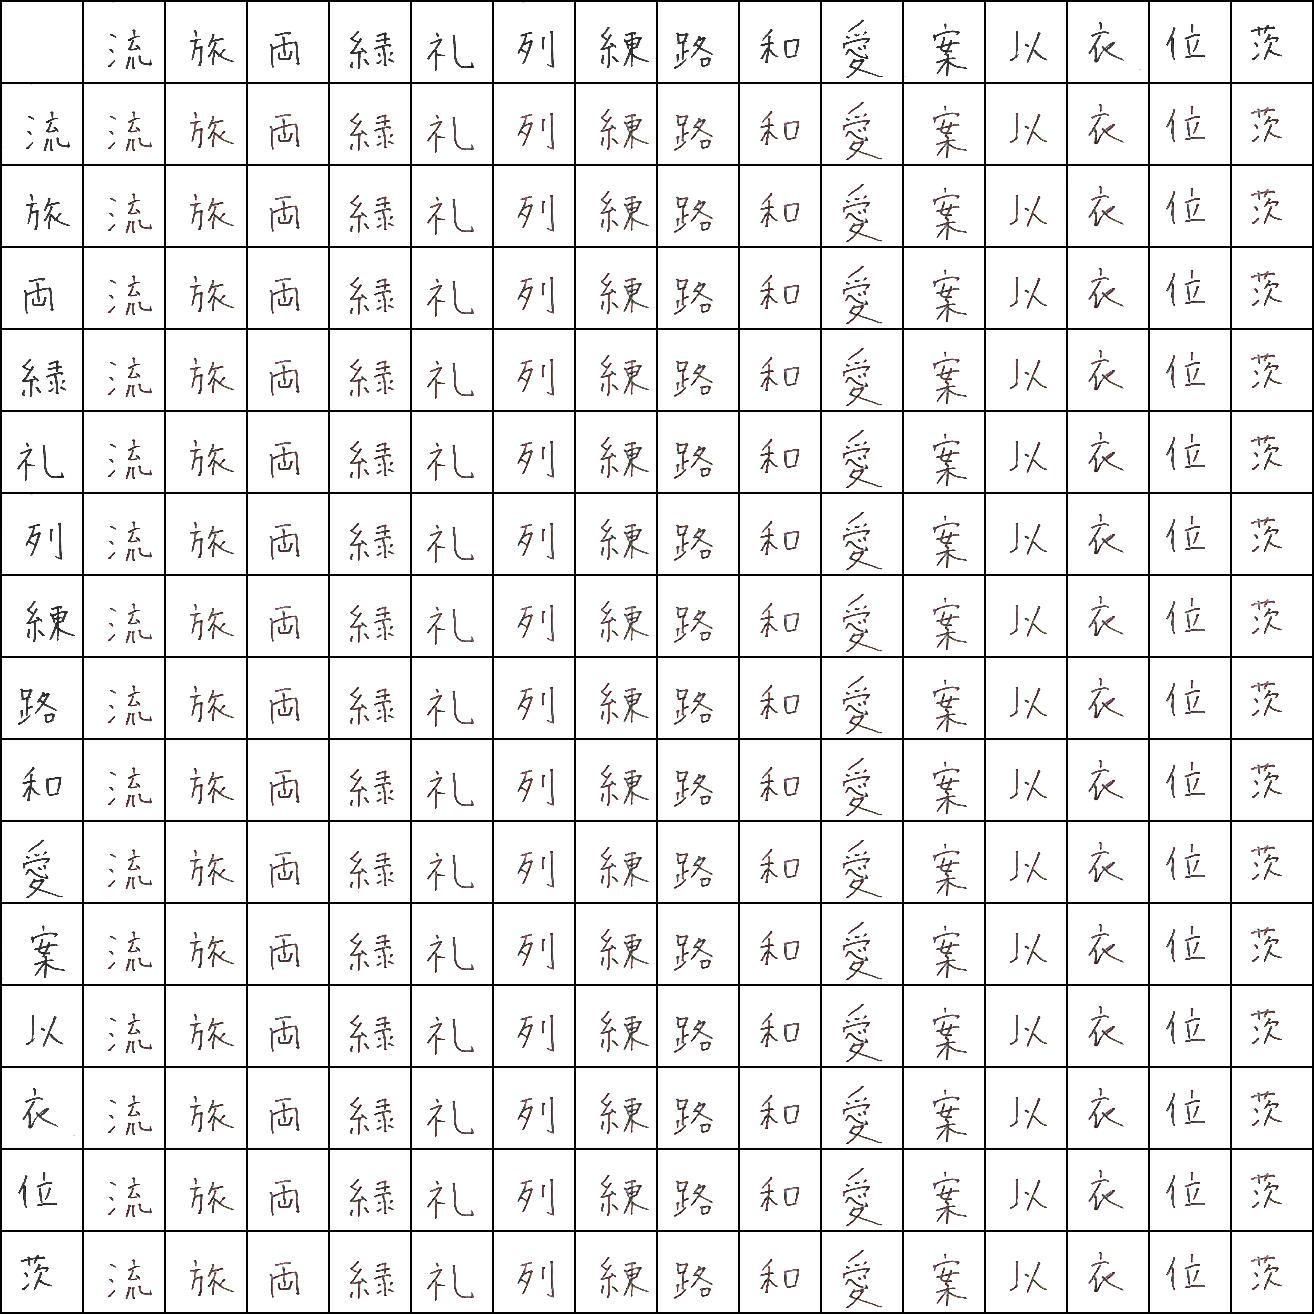 流 旅 両 緑 礼 列 練 路 和 愛 案 以 衣 位 茨
流 流 旅 両 緑 礼 列 練 路 和 愛 案 以 衣 位 茨
旅 流 旅 両 緑 礼 列 練 路 和 愛 案 以 衣 位 茨
両 流 旅 両 緑 礼 列 練 路 和 愛 案 以 衣 位 茨
緑 流 旅 両 緑 礼 列 練 路 和 愛 案 以 衣 位 茨
礼 流 旅 両 緑 礼 列 練 路 和 愛 案 以 衣 位 茨
列 流 旅 両 緑 礼 列 練 路 和 愛 案 以 衣 位 茨
練 流 旅 両 緑 礼 列 練 路 和 愛 案 以 衣 位 茨
路 流 旅 両 緑 礼 列 練 路 和 愛 案 以 衣 位 茨
和 流 旅 両 緑 礼 列 練 路 和 愛 案 以 衣 位 茨
愛 流 旅 両 緑 礼 列 練 路 和 愛 案 以 衣 位 茨
案 流 旅 両 緑 礼 列 練 路 和 愛 案 以 衣 位 茨
以 流 旅 両 緑 礼 列 練 路 和 愛 案 以 衣 位 茨
衣 流 旅 両 緑 礼 列 練 路 和 愛 案 以 衣 位 茨
位 流 旅 両 緑 礼 列 練 路 和 愛 案 以 衣 位 茨
茨 流 旅 両 緑 礼 列 練 路 和 愛 案 以 衣 位 茨